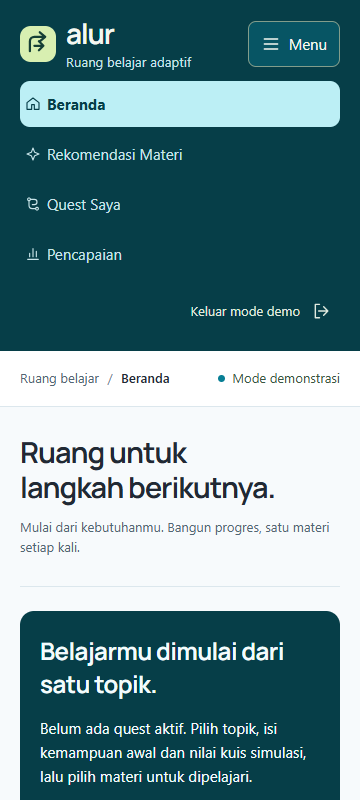 alur
Ruang belajar adaptif
Menu
Beranda
Rekomendasi Materi
Quest Saya
Pencapaian
Keluar mode demo
Ruang belajar / Beranda
Mode demonstrasi
Ruang untuk
langkah berikutnya.
Mulai dari kebutuhanmu. Bangun progres, satu materi
setiap kali.
Belajarmu dimulai dari
satu topik.
Belum ada quest aktif. Pilih topik, isi
kemampuan awal dan nilai kuis simulasi,
lalu pilih materi untuk dipelajari.